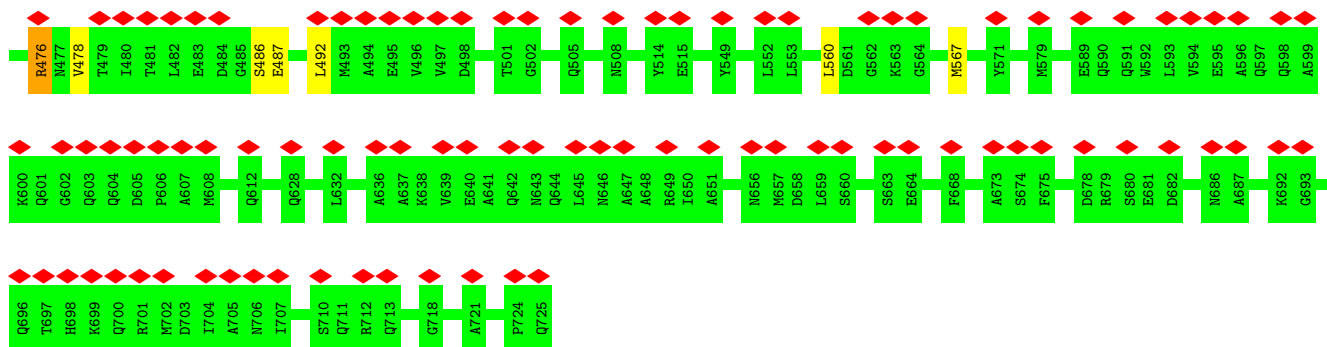 R476 N477 V478 T479 I480 T481 L482 E483 D484 G485 S486 E487 L492 M493 A494 E495 V496 V497 D498 T501 G502 Q505 N508 Y514 E515 Y549 L552 L553 L560 D561 G562 K563 G564 M567 Y571 M579 E589 Q590 Q591 W592 L593 V594 E595 A596 Q597 Q598 A599
K600 Q601 G602 Q603 Q604 D605 P606 A607 M608 Q612 Q628 L632 A636 A637 K638 V639 E640 A641 Q642 N643 Q644 L645 N646 A647 A648 R649 I650 A651 N656 M657 D658 L659 S660 S663 E664 F668 A673 S674 F675 D678 R679 S680 E681 D682 N686 A687 K692 G693
Q696 T697 H698 K699 Q700 R701 M702 D703 I704 A705 N706 I707 S710 Q711 R712 Q713 G718 A721 P724 Q725